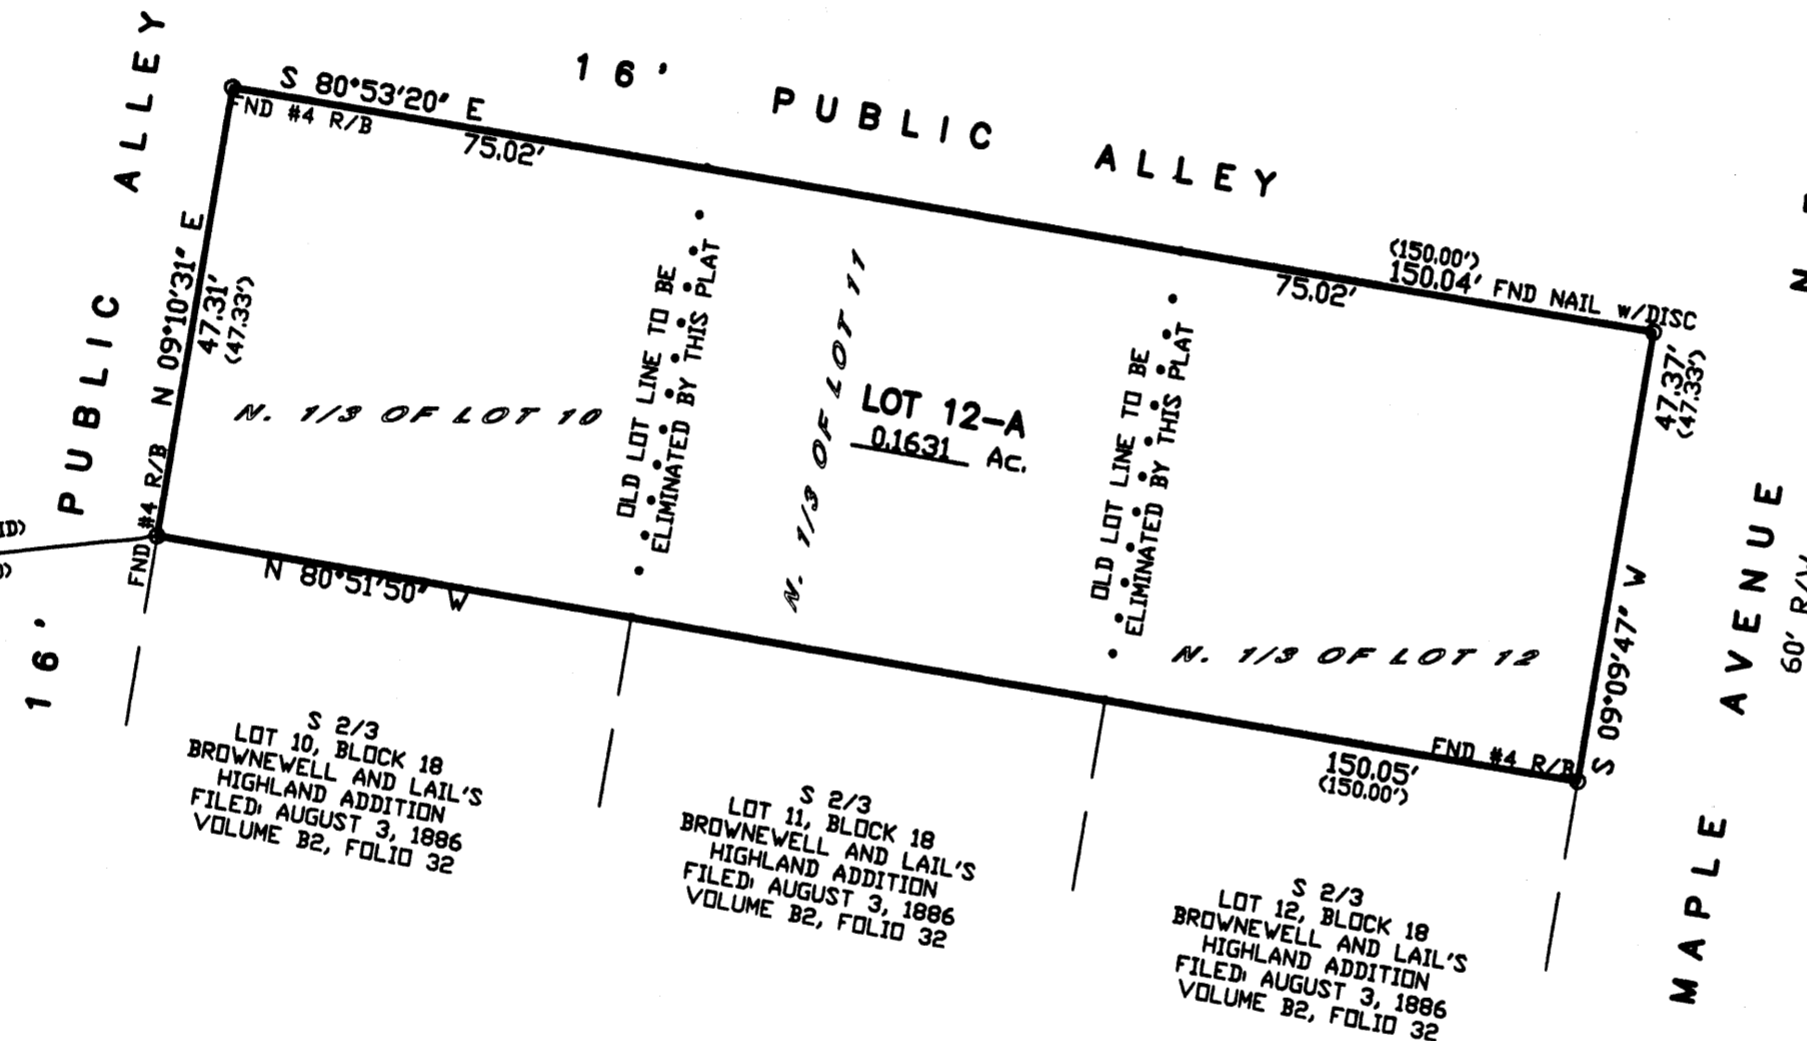 16' PUBLIC ALLEY
16' PUBLIC ALLEY
S 80°53'20" E
FND #4 R/B
75.02'
(150.00')
150.04' FND NAIL w/DISC
75.02'
N 09°10'31" E
47.31'
(47.33')
47.37'
(47.33')
OLD LOT LINE TO BE
ELIMINATED BY THIS PLAT
N. 1/3 OF LOT 11
LOT 12-A
0.1631 Ac.
OLD LOT LINE TO BE
ELIMINATED BY THIS PLAT
N. 1/3 OF LOT 10
FND #4 R/B
N 80°51'50" W
N. 1/3 OF LOT 12
S 09°09'47" W
MAPLE AVENUE
60'
FND #4 R/B
150.05'
(150.00')
S 2/3
LOT 10, BLOCK 18
BROWNEWELL AND LAIL'S
HIGHLAND ADDITION
FILED: AUGUST 3, 1886
VOLUME B2, FOLIO 32
S 2/3
LOT 11, BLOCK 18
BROWNEWELL AND LAIL'S
HIGHLAND ADDITION
FILED: AUGUST 3, 1886
VOLUME B2, FOLIO 32
S 2/3
LOT 12, BLOCK 18
BROWNEWELL AND LAIL'S
HIGHLAND ADDITION
FILED: AUGUST 3, 1886
VOLUME B2, FOLIO 32